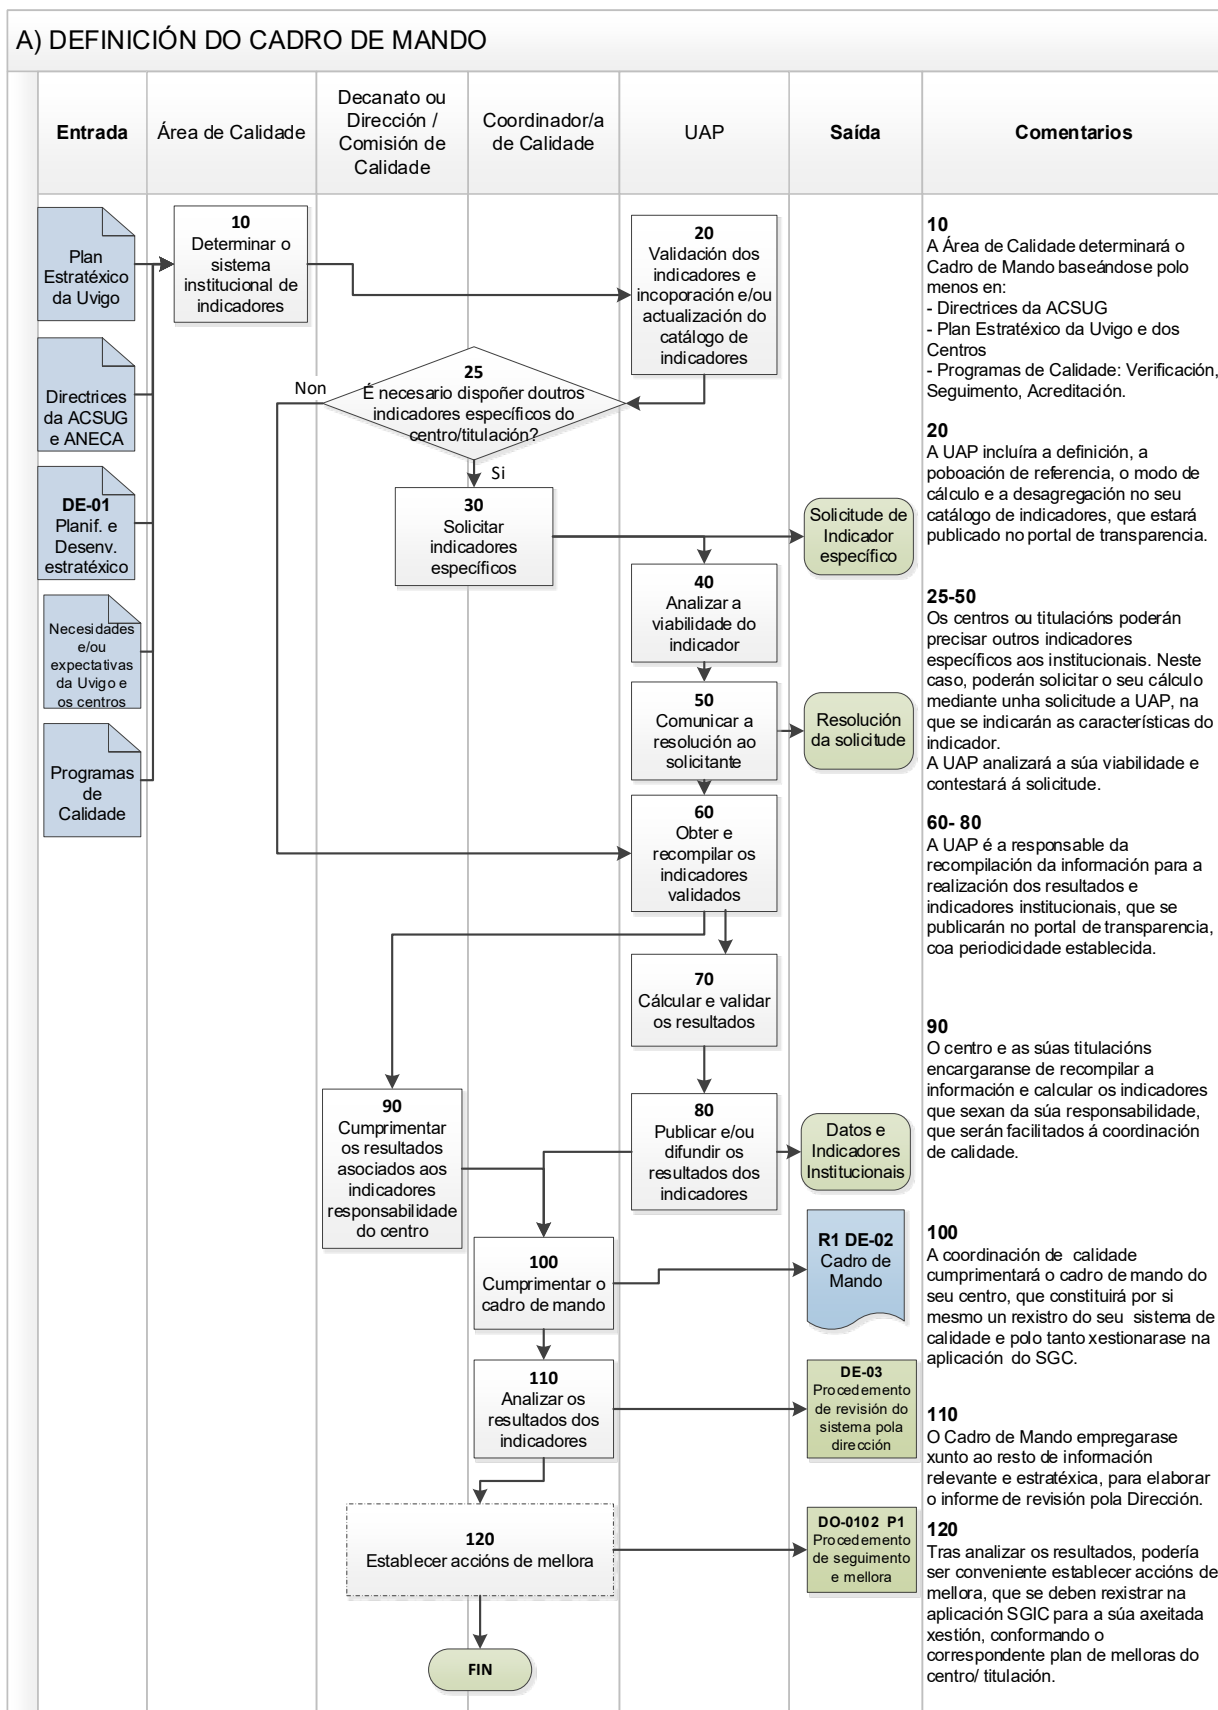 A) DEFINICIÓN DO CADRO DE MANDO
Entrada
Área de Calidade
Decanato ou
Dirección /
Comisión de
Calidade
Coordinador/a
de Calidade
UAP
Saída
Comentarios
Plan
Estratéxico
da Uvigo
Directrices
da ACSUG
e ANECA
DE-01
Planif. e
Desenv.
estratéxico
Necesidades
e/ou
expectativas
da Uvigo e
os centros
Programas
de
Calidade
10
Determinar o
sistema
institucional de
indicadores
20
Validación dos
indicadores e
incoporación e/ou
actualización do
catálogo de
indicadores
25
É necesario dispoñer doutros
indicadores específicos do
centro/titulación?
Non
Si
30
Solicitar
indicadores
específicos
Solicitude de
Indicador
específico
40
Analizar a
viabilidade do
indicador
50
Comunicar a
resolución ao
solicitante
Resolución
da solicitude
60
Obter e
recompilar os
indicadores
validados
70
Cálcular e validar
os resultados
80
Publicar e/ou
difundir os
resultados dos
indicadores
Datos e
Indicadores
Institucionais
90
Cumprimentar
os resultados
asociados aos
indicadores
responsabilidade
do centro
100
Cumprimentar o
cadro de mando
R1 DE-02
Cadro de
Mando
110
Analizar os
resultados dos
indicadores
DE-03
Procedemento
de revisión do
sistema pola
dirección
120
Establecer accións de mellora
DO-0102 P1
Procedemento
de seguimento
e mellora
FIN
10
A Área de Calidade determinará o
Cadro de Mando baseándose polo
menos en:
- Directrices da ACSUG
- Plan Estratéxico da Uvigo e dos
Centros
- Programas de Calidade: Verificación,
Seguimento, Acreditación.
20
A UAP incluíra a definición, a
poboación de referencia, o modo de
cálculo e a desagregación no seu
catálogo de indicadores, que estará
publicado no portal de transparencia.
25-50
Os centros ou titulacións poderán
precisar outros indicadores
específicos aos institucionais. Neste
caso, poderán solicitar o seu cálculo
mediante unha solicitude a UAP, na
que se indicarán as características do
indicador.
A UAP analizará a súa viabilidade e
contestará á solicitude.
60- 80
A UAP é a responsable da
recompilación da información para a
realización dos resultados e
indicadores institucionais, que se
publicarán no portal de transparencia,
coa periodicidade establecida.
90
O centro e as súas titulacións
encargaranse de recompilar a
información e calcular os indicadores
que sexan da súa responsabilidade,
que serán facilitados á coordinación
de calidade.
100
A coordinación de calidade
cumprimentará o cadro de mando do
seu centro, que constituirá por si
mesmo un rexistro do seu sistema de
calidade e polo tanto xestionarase na
aplicación do SGC.
110
O Cadro de Mando empregarase
xunto ao resto de información
relevante e estratéxica, para elaborar
o informe de revisión pola Dirección.
120
Tras analizar os resultados, podería
ser conveniente establecer accións de
mellora, que se deben rexistrar na
aplicación SGIC para a súa axeitada
xestión, conformando o
correspondente plan de melloras do
centro/ titulación.